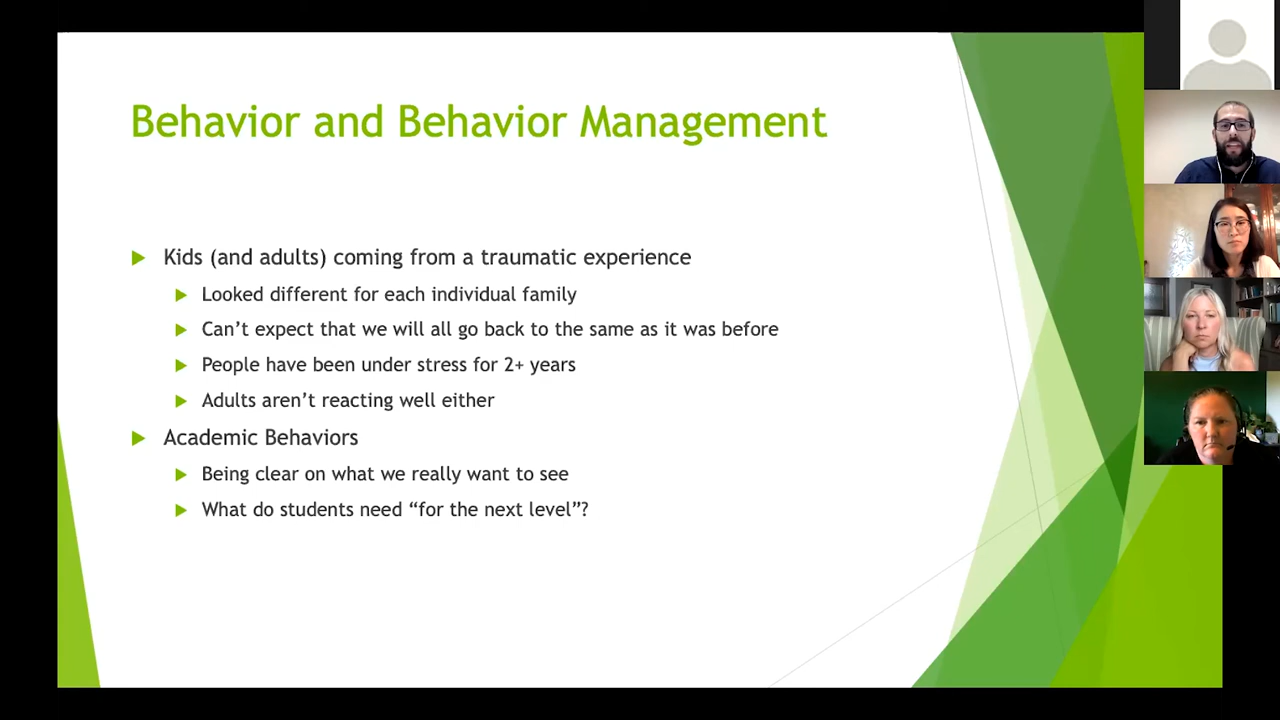 Behavior and Behavior Management
Kids (and adults) coming from a traumatic experience
Looked different for each individual family
Can’t expect that we will all go back to the same as it was before
People have been under stress for 2+ years
Adults aren’t reacting well either
Academic Behaviors
Being clear on what we really want to see
What do students need “for the next level”?